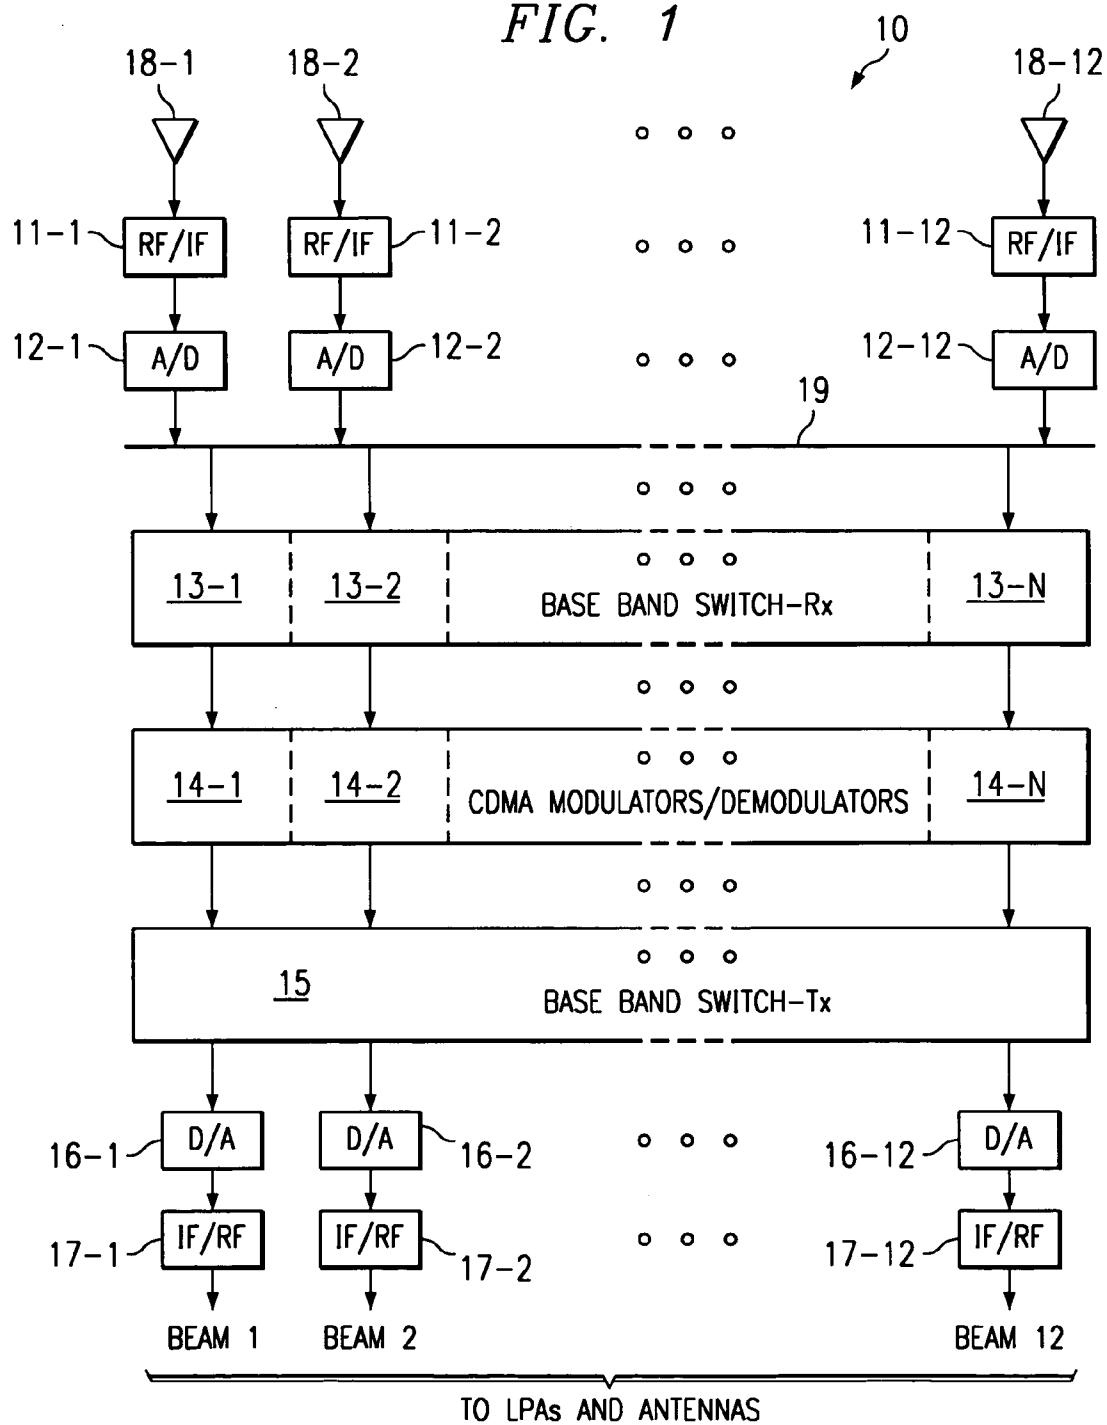 FIG. 1
10
18-1 18-2 18-12
11-1 RF/IF RF/IF 11-2 11-12 RF/IF
12-1 A/D A/D 12-2 12-12 A/D
19
13-1 13-2 BASE BAND SWITCH-Rx 13-N
14-1 14-2 CDMA MODULATORS/DEMODULATORS 14-N
15 BASE BAND SWITCH-Tx
16-1 D/A D/A 16-2 16-12 D/A
17-1 IF/RF IF/RF 17-2 17-12 IF/RF
BEAM 1 BEAM 2 BEAM 12
TO LPAs AND ANTENNAS